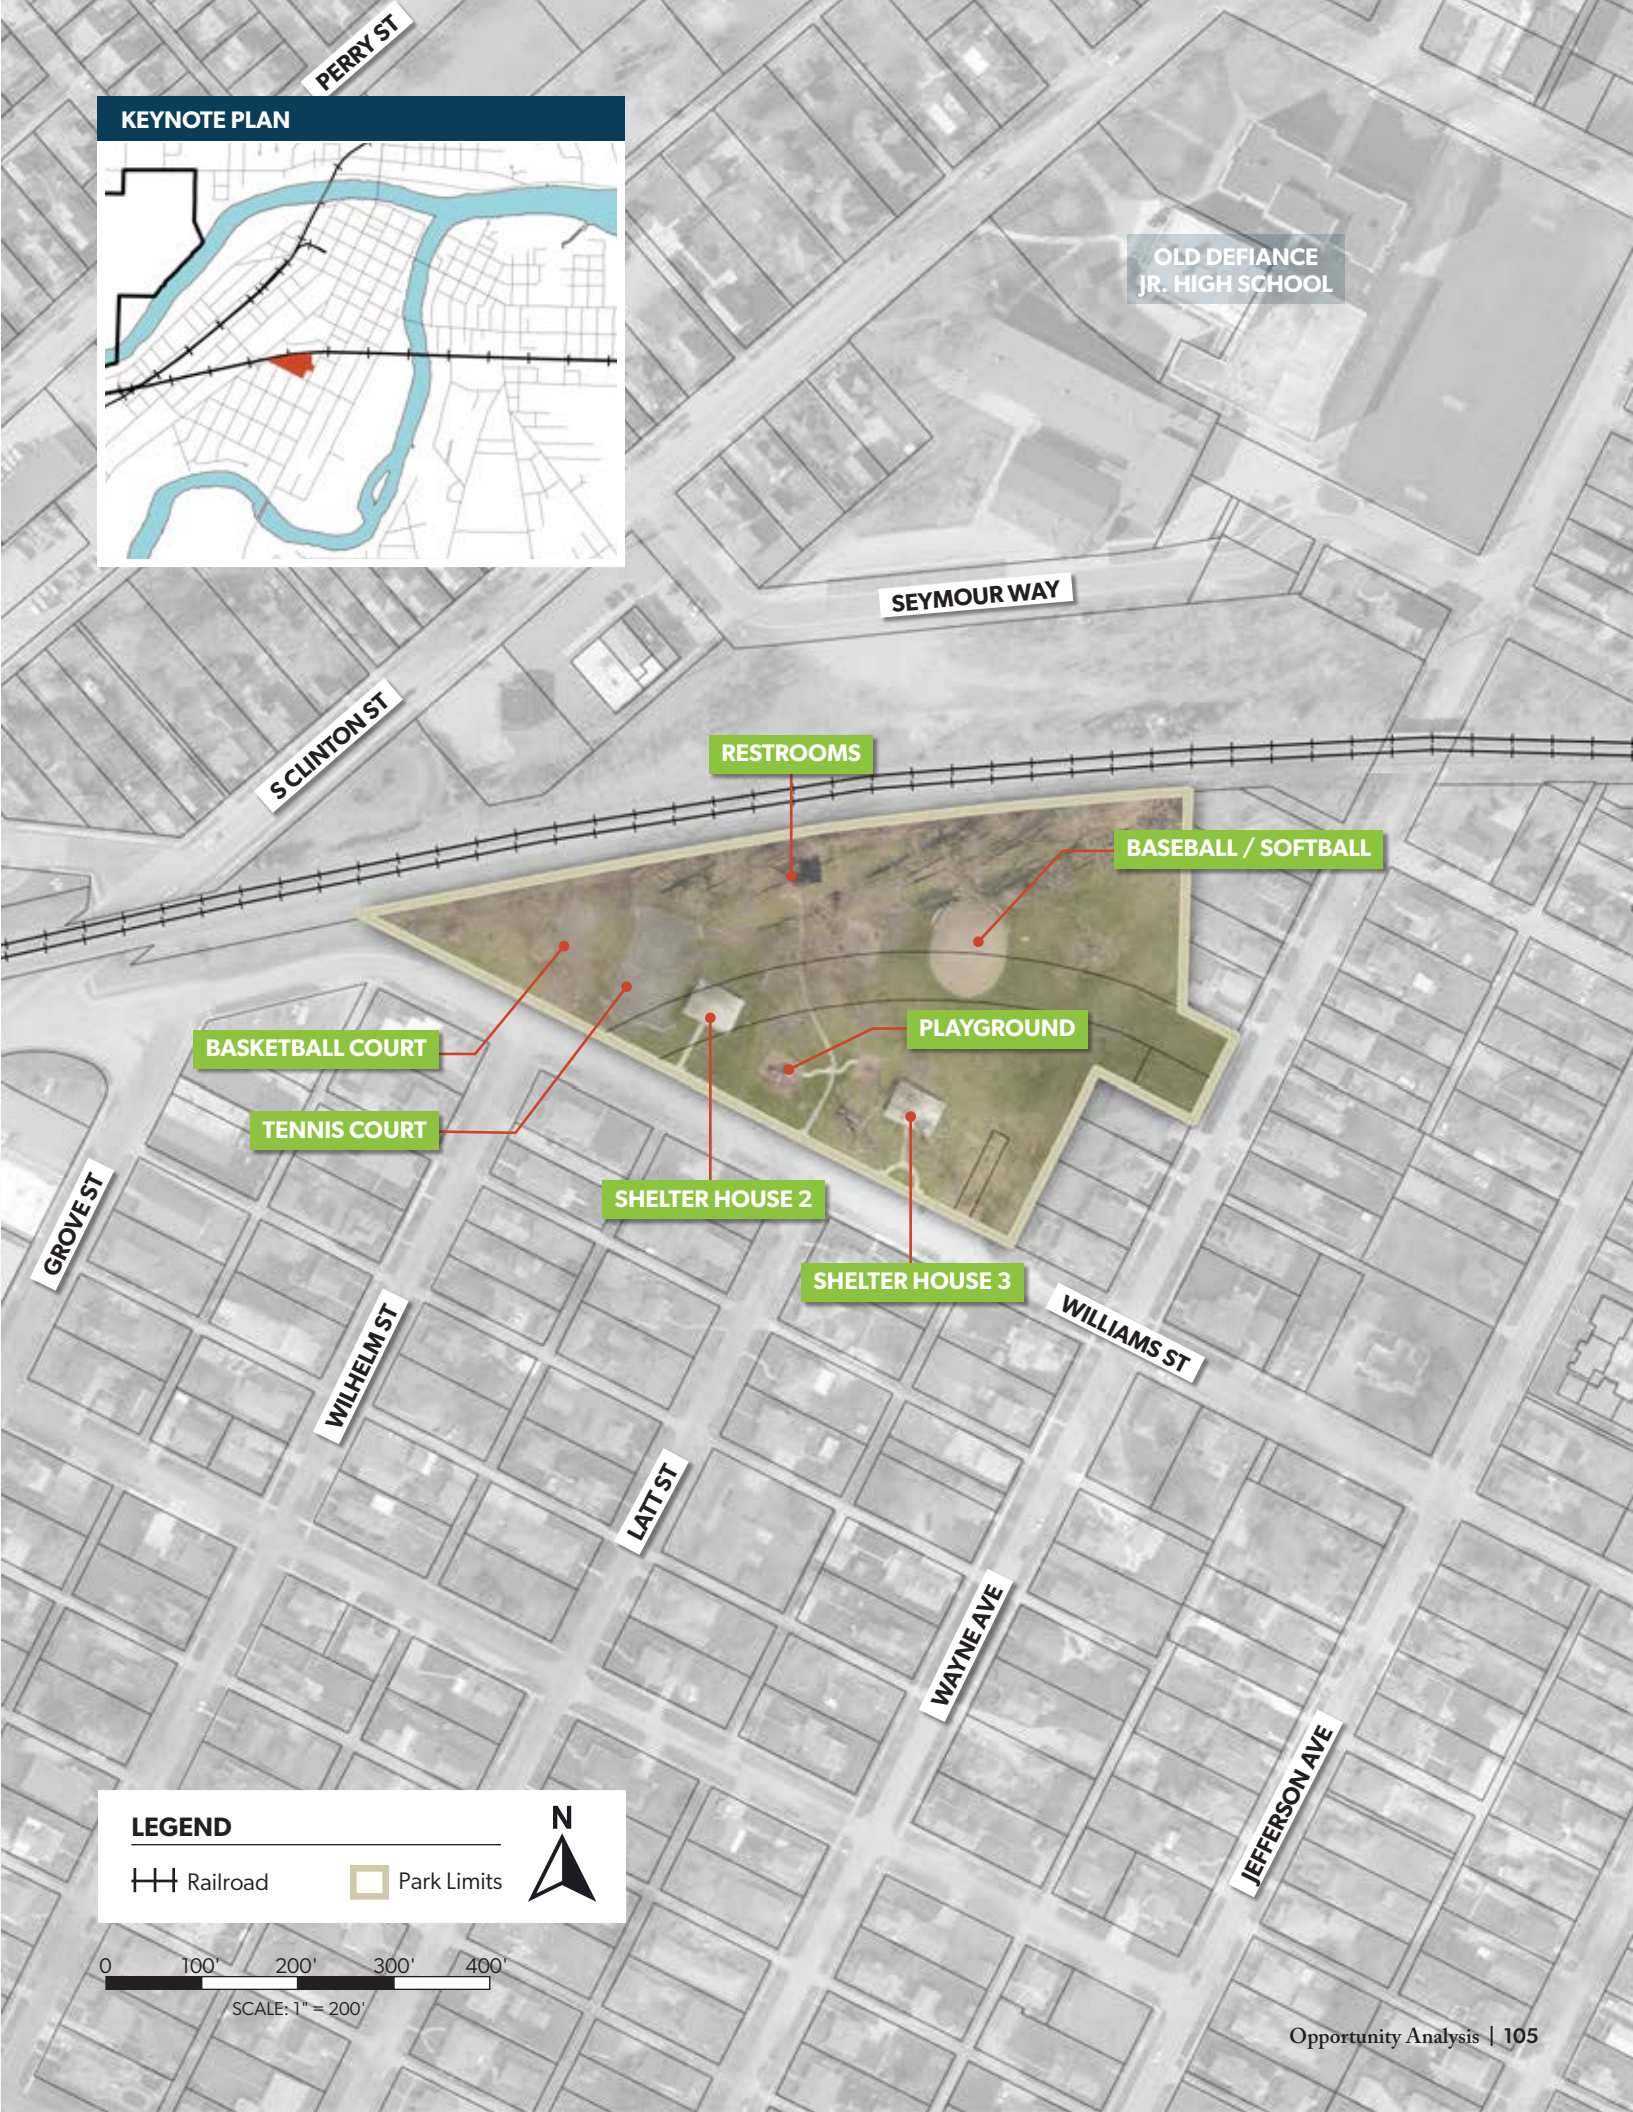 PERRY ST
KEYNOTE PLAN
OLD DEFIANCE
JR. HIGH SCHOOL
SEYMOUR WAY
S CLINTON ST
RESTROOMS
BASEBALL / SOFTBALL
PLAYGROUND
BASKETBALL COURT
TENNIS COURT
SHELTER HOUSE 2
SHELTER HOUSE 3
GROVE ST
WILHELM ST
WILLIAMS ST
LATT ST
WAYNE AVE
JEFFERSON AVE
LEGEND
N
Railroad
Park Limits
0 100' 200' 300' 400'
SCALE: 1" = 200'
Opportunity Analysis | 105